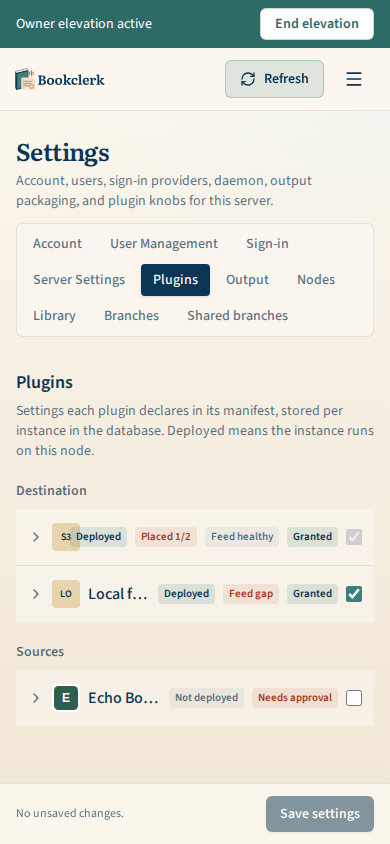 Owner elevation active
End elevation
Bookclerk
Refresh
Settings
Account, users, sign-in providers, daemon, output
packaging, and plugin knobs for this server.
Account User Management Sign-in
Server Settings Plugins Output Nodes
Library Branches Shared branches
Plugins
Settings each plugin declares in its manifest, stored per
instance in the database. Deployed means the instance runs
on this node.
Destination
S3 Deployed Placed 1/2 Feed healthy Granted
LO Local f... Deployed Feed gap Granted
Sources
E Echo Bo... Not deployed Needs approval
No unsaved changes.
Save settings